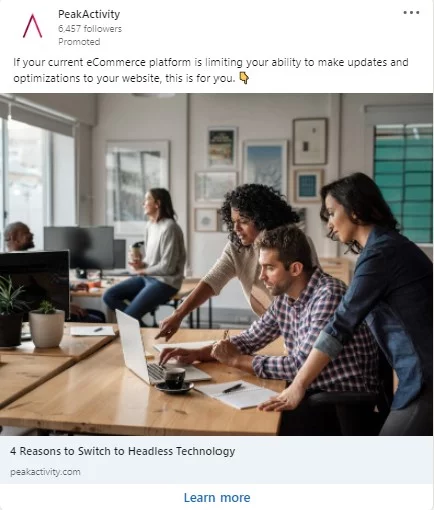 PeakActivity
6,457 followers
Promoted
If your current eCommerce platform is limiting your ability to make updates and
optimizations to your website, this is for you. 👇
4 Reasons to Switch to Headless Technology
peakactivity.com
Learn more